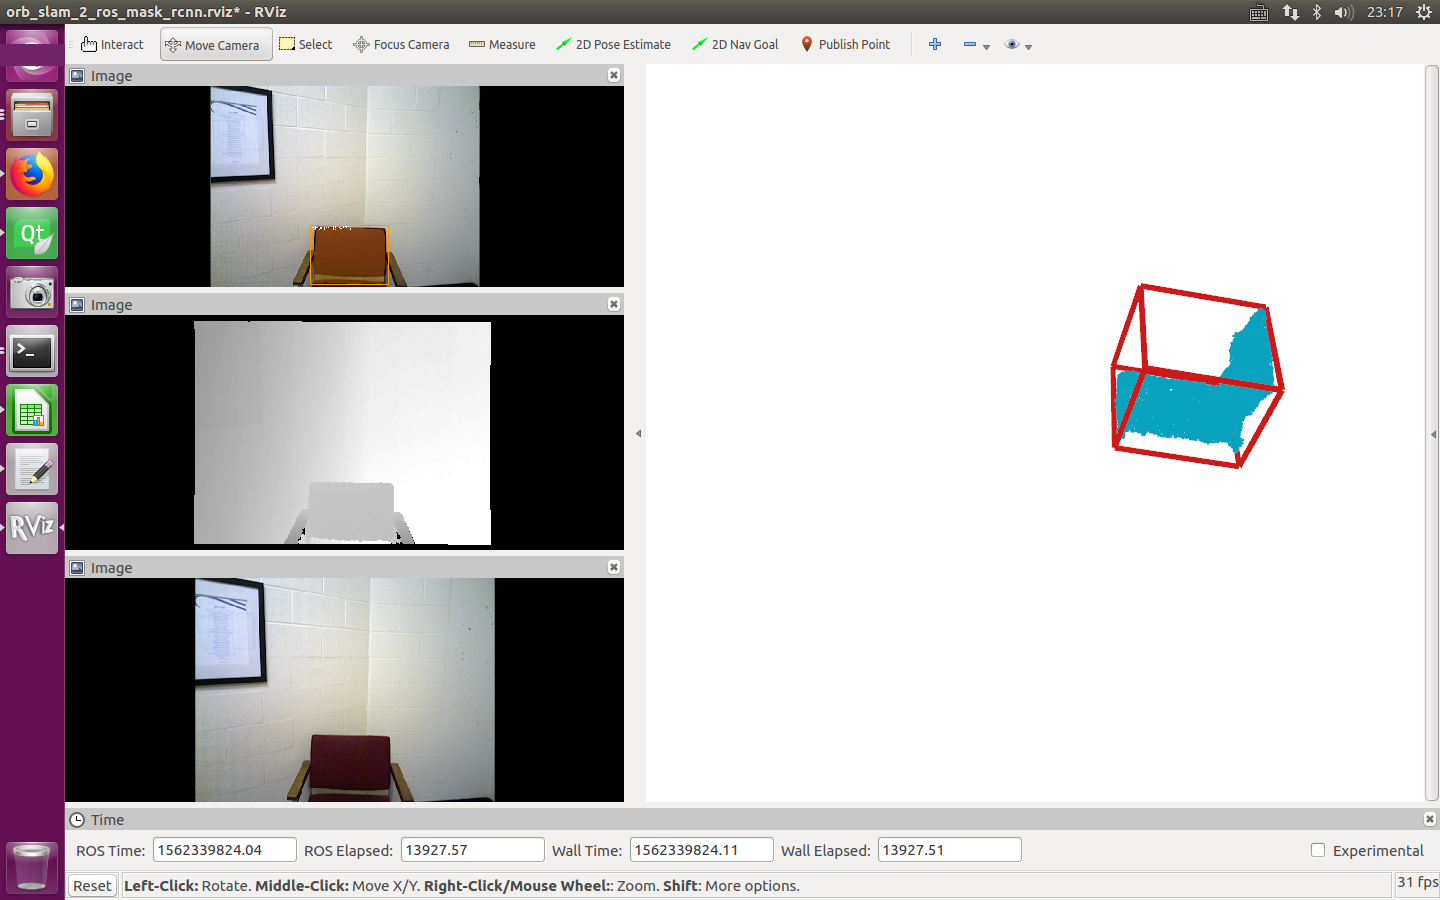 orb_slam_2_ros_mask_rcnn.rviz* - RViz
23:17
Interact
Move Camera
Select
Focus Camera
Measure
2D Pose Estimate
2D Nav Goal
Publish Point
Image
Image
Image
Qt
RViz
Time
ROS Time: 1562339824.04
ROS Elapsed: 13927.57
Wall Time: 1562339824.11
Wall Elapsed: 13927.51
Experimental
Reset
Left-Click: Rotate. Middle-Click: Move X/Y. Right-Click/Mouse Wheel:: Zoom. Shift: More options.
31 fps